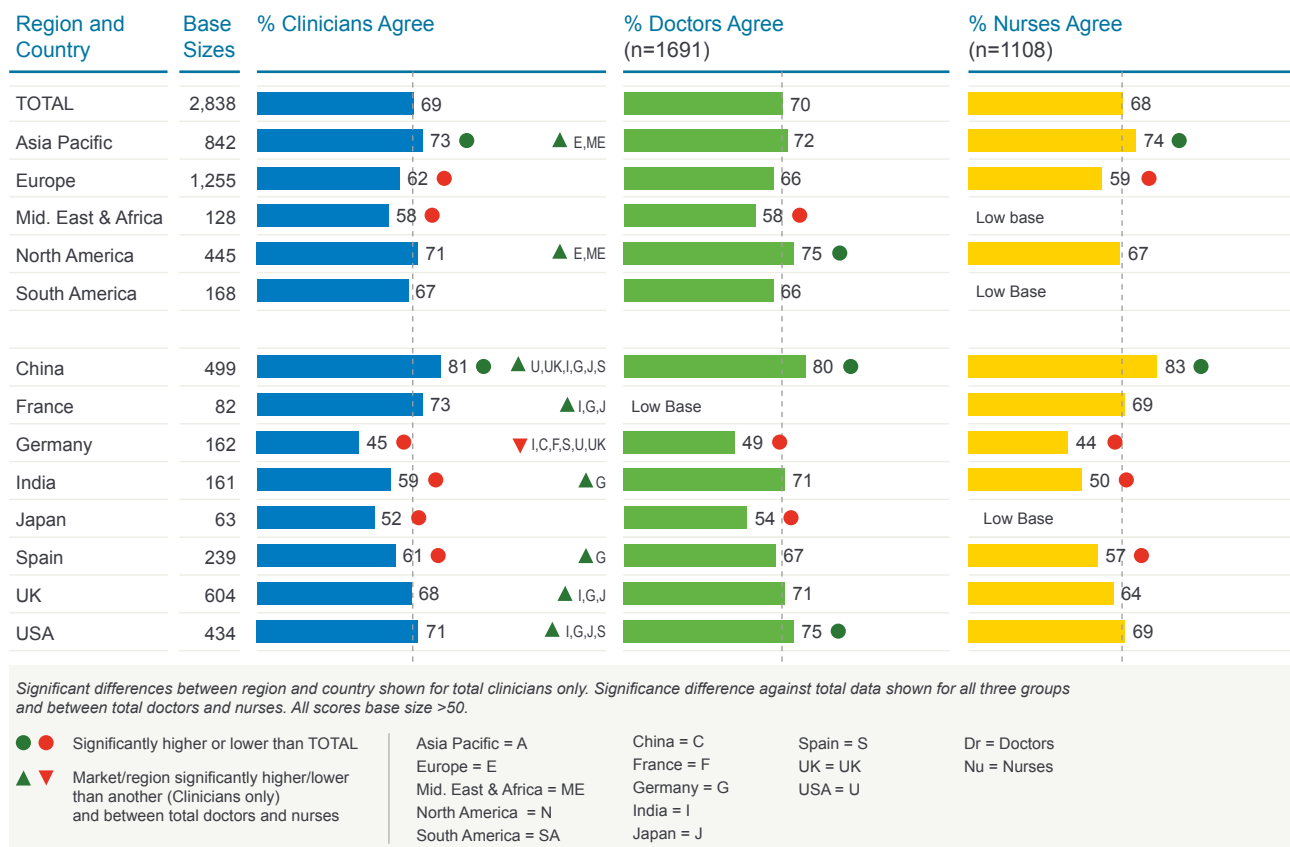 Region and Country Base Sizes % Clinicians Agree % Doctors Agree (n=1691) % Nurses Agree (n=1108)
TOTAL 2,838 69 70 68
Asia Pacific 842 73 E,ME 72 74
Europe 1,255 62 66 59
Mid. East & Africa 128 58 58 Low base
North America 445 71 E,ME 75 67
South America 168 67 66 Low Base
China 499 81 U,UK,I,G,J,S 80 83
France 82 73 I,G,J Low Base 69
Germany 162 45 I,C,F,S,U,UK 49 44
India 161 59 G 71 50
Japan 63 52 54 Low Base
Spain 239 61 G 67 57
UK 604 68 I,G,J 71 64
USA 434 71 I,G,J,S 75 69
Significant differences between region and country shown for total clinicians only. Significance difference against total data shown for all three groups
and between total doctors and nurses. All scores base size >50.
Significantly higher or lower than TOTAL
Market/region significantly higher/lower
than another (Clinicians only)
and between total doctors and nurses
Asia Pacific = A
Europe = E
Mid. East & Africa = ME
North America = N
South America = SA
China = C
France = F
Germany = G
India = I
Japan = J
Spain = S
UK = UK
USA = U
Dr = Doctors
Nu = Nurses